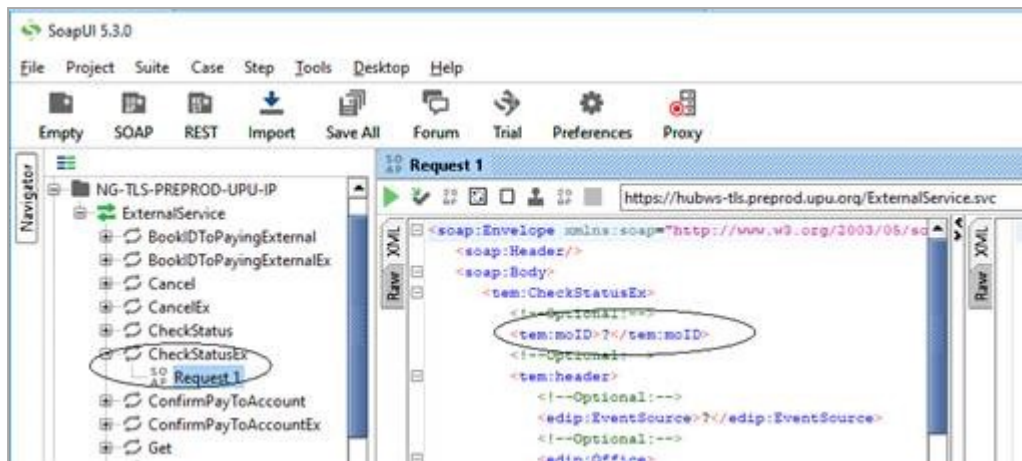 SoapUI 5.3.0
File Project Suite Case Step Tools Desktop Help
Empty SOAP REST Import Save All Forum Trial Preferences Proxy
Navigator
NG-TLS-PREPROD-UPU-IP
ExternalService
BookIDToPayingExternal
BookIDToPayingExternalEx
Cancel
CancelEx
CheckStatus
CheckStatusEx
Request 1
ConfirmPayToAccount
ConfirmPayToAccountEx
Get
Request 1
https://hubws-tls.preprod.upu.org/ExternalService.svc
XML
Raw
<soap:Envelope xmlns:soap="http://www.w3.org/2003/05/so
<soap:Header/>
<soap:Body>
<tem:CheckStatusEx>
<!--Optional:-->
<tem:moID>?</tem:moID>
<!--Optional:-->
<tem:header>
<!--Optional:-->
<edip:EventSource>?</edip:EventSource>
<!--Optional:-->
<edip:Office>
XML
Raw